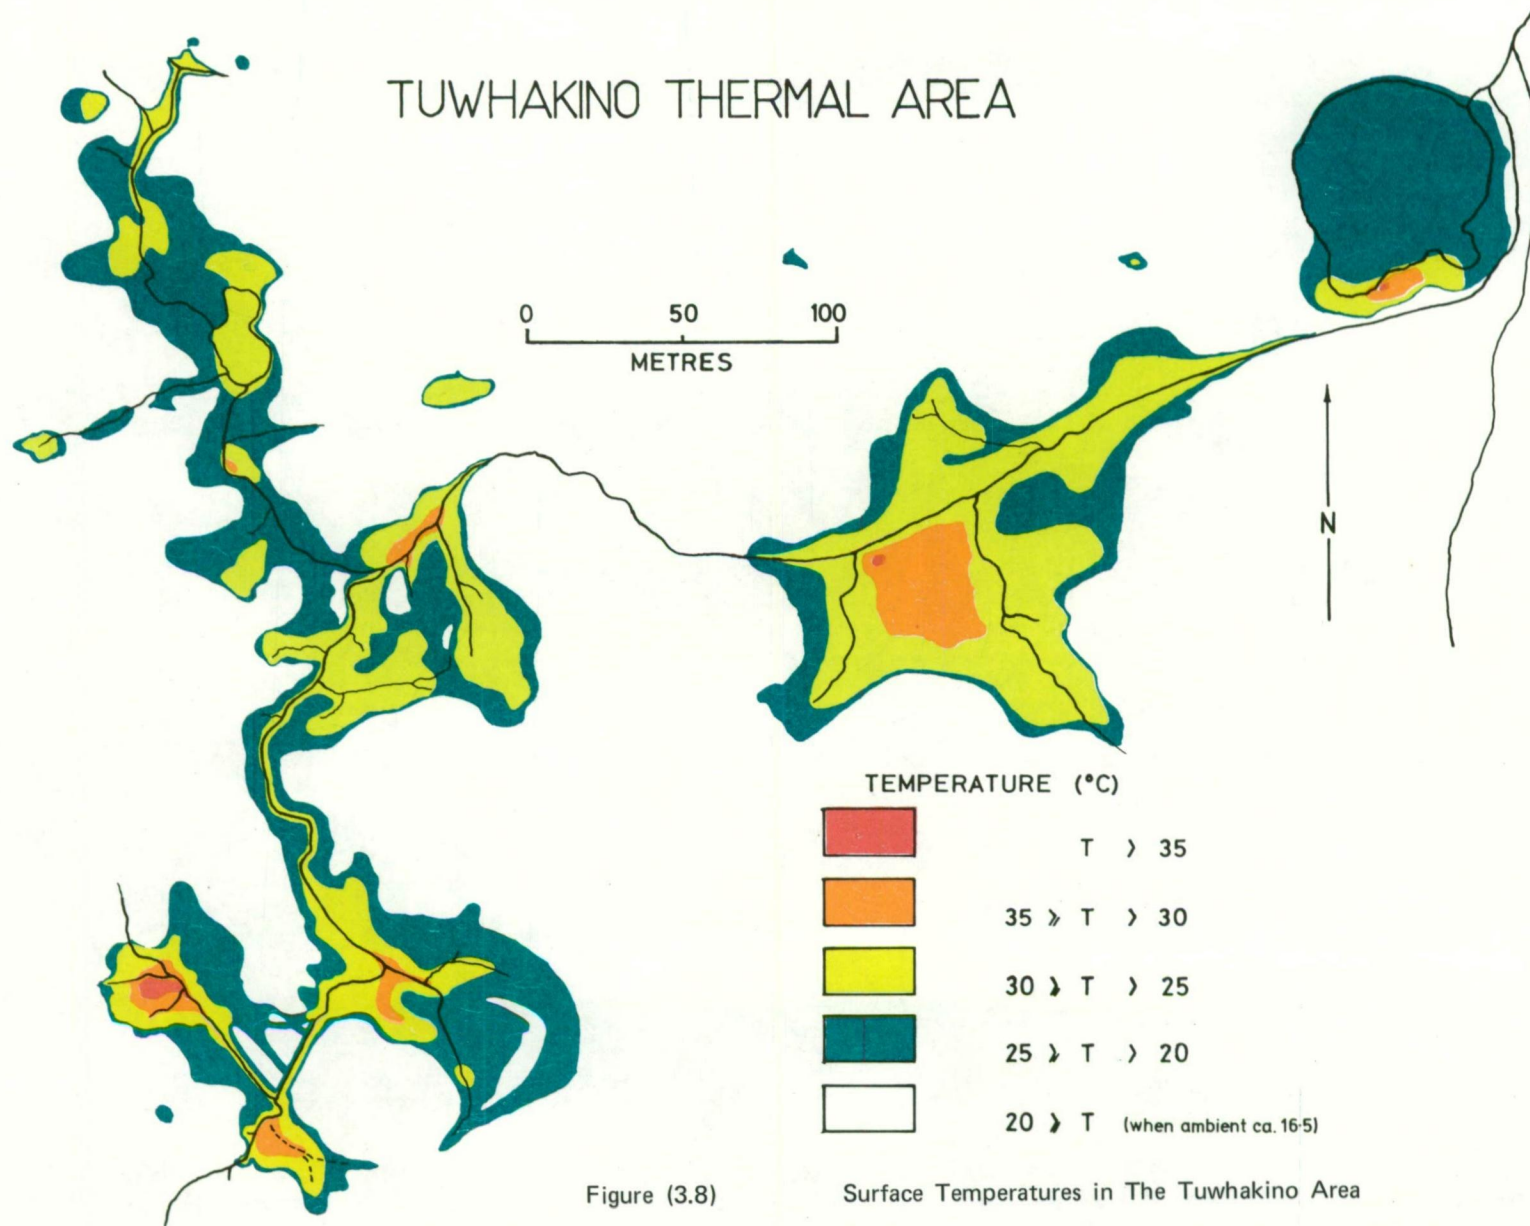 TUWHAKINO THERMAL AREA
0 50 100
METRES
N
TEMPERATURE (°C)
T > 35
35 ≥ T > 30
30 ≥ T > 25
25 ≥ T > 20
20 ≥ T (when ambient ca. 16·5)
Figure (3.8) Surface Temperatures in The Tuwhakino Area